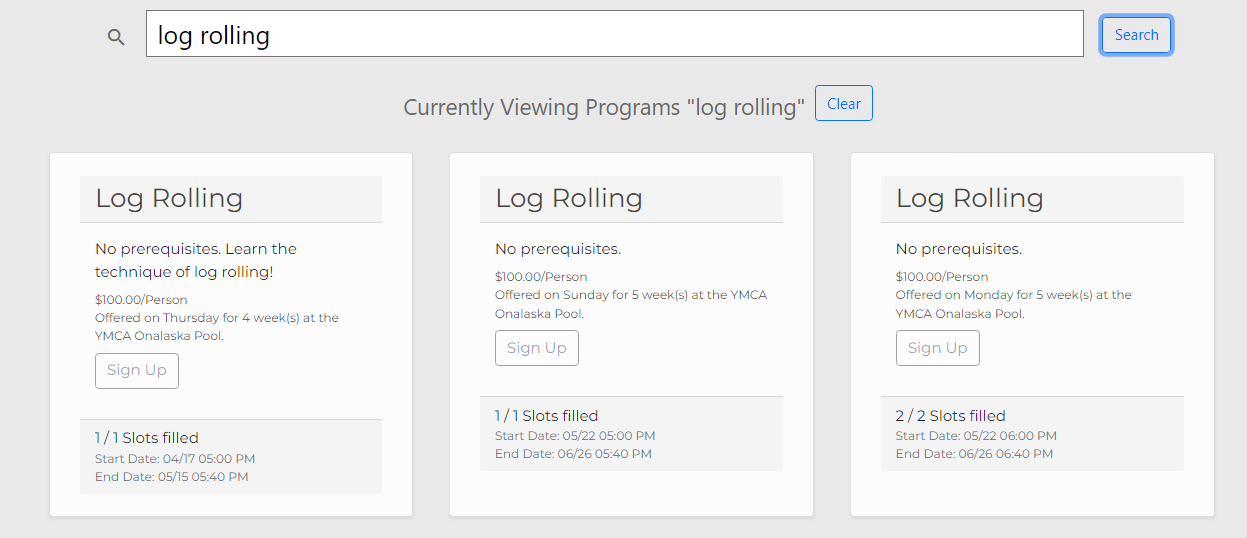 log rolling
Search
Currently Viewing Programs "log rolling"
Clear
Log Rolling
No prerequisites. Learn the
technique of log rolling!
$100.00/Person
Offered on Thursday for 4 week(s) at the
YMCA Onalaska Pool.
Sign Up
1 / 1 Slots filled
Start Date: 04/17 05:00 PM
End Date: 05/15 05:40 PM
Log Rolling
No prerequisites.
$100.00/Person
Offered on Sunday for 5 week(s) at the YMCA
Onalaska Pool.
Sign Up
1 / 1 Slots filled
Start Date: 05/22 05:00 PM
End Date: 06/26 05:40 PM
Log Rolling
No prerequisites.
$100.00/Person
Offered on Monday for 5 week(s) at the
YMCA Onalaska Pool.
Sign Up
2 / 2 Slots filled
Start Date: 05/22 06:00 PM
End Date: 06/26 06:40 PM